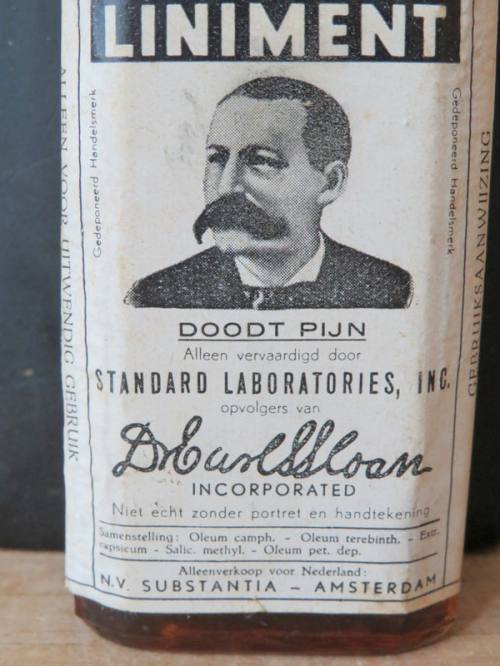 LINIMENT
Gedeponeerd Handelsmerk
Gedeponeerd Handelsmerk
ALLEEN VOOR UITWENDIG GEBRUIK
GEBRUIKSAANWIJZING
DOODT PIJN
Alleen vervaardigd door
STANDARD LABORATORIES, INC.
opvolgers van
Dr Earl S Sloan
INCORPORATED
Niet echt zonder portret en handtekening
Samenstelling: Oleum camph. - Oleum terebinth. - Extr.
capsicum - Salic. methyl. - Oleum pet. dep.
Alleenverkoop voor Nederland:
N.V. SUBSTANTIA - AMSTERDAM